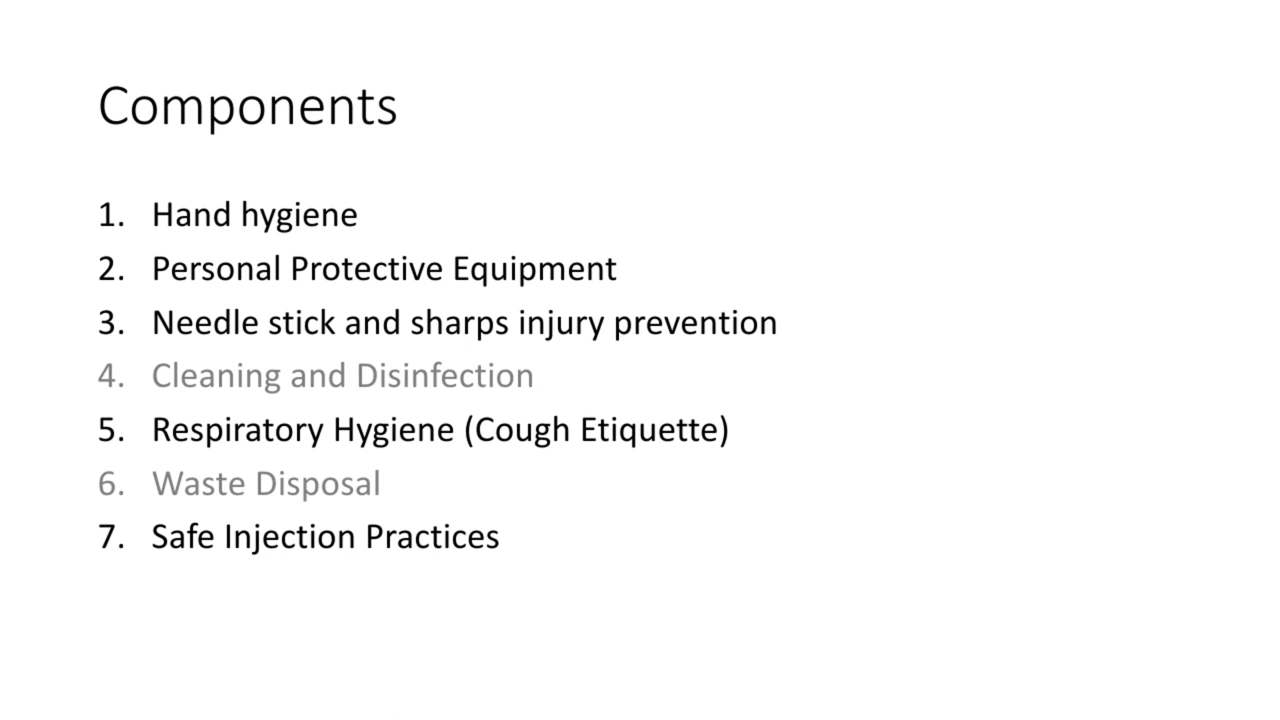 Components
1. Hand hygiene
2. Personal Protective Equipment
3. Needle stick and sharps injury prevention
4. Cleaning and Disinfection
5. Respiratory Hygiene (Cough Etiquette)
6. Waste Disposal
7. Safe Injection Practices